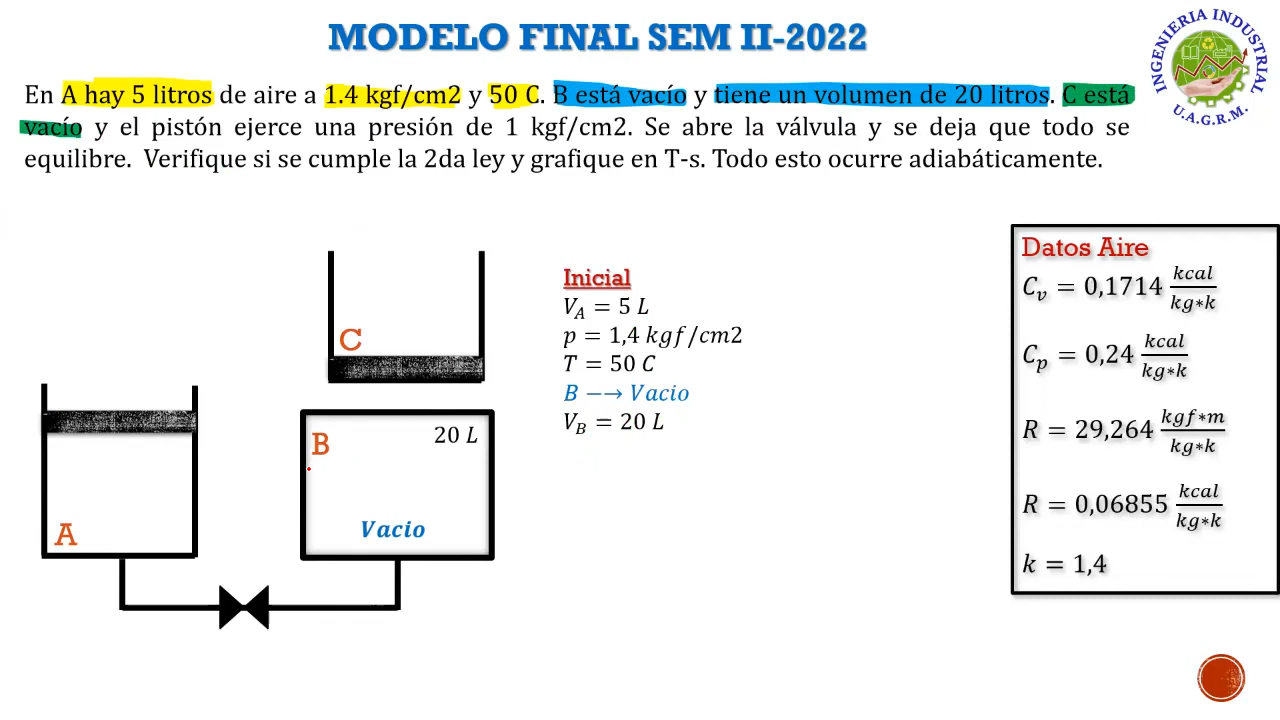 MODELO FINAL SEM II-2022
INGENIERIA INDUSTRIAL
U.A.G.R.M.
En A hay 5 litros de aire a 1.4 kgf/cm2 y 50 C. B está vacío y tiene un volumen de 20 litros. C está
vacío y el pistón ejerce una presión de 1 kgf/cm2. Se abre la válvula y se deja que todo se
equilibre. Verifique si se cumple la 2da ley y grafique en T-s. Todo esto ocurre adiabáticamente.
C
A
B
20 L
Vacio
Inicial
V_A = 5 L
p = 1,4 kgf/cm2
T = 50 C
B −→ Vacio
V_B = 20 L
Datos Aire
C_v = 0,1714 kcal/kg∗k
C_p = 0,24 kcal/kg∗k
R = 29,264 kgf∗m/kg∗k
R = 0,06855 kcal/kg∗k
k = 1,4